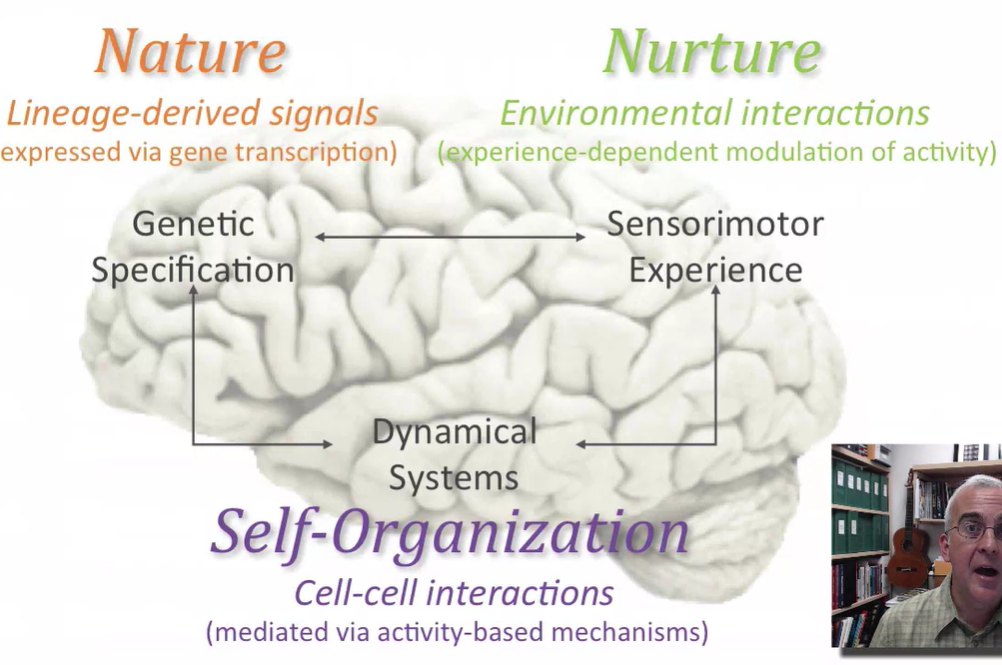 Nature
Nurture
Lineage-derived signals
Environmental interactions
expressed via gene transcription)
(experience-dependent modulation of activity)
Genetic
Specification
Sensorimotor
Experience
Dynamical
Systems
Self-Organization
Cell-cell interactions
(mediated via activity-based mechanisms)